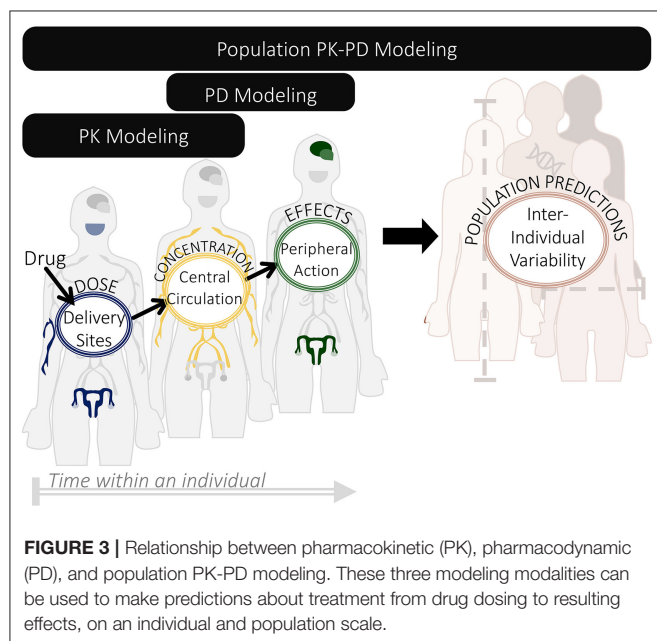 Population PK-PD Modeling
PD Modeling
PK Modeling
Drug
DOSE
Delivery
Sites
CONCENTRATION
Central
Circulation
EFFECTS
Peripheral
Action
POPULATION PREDICTIONS
Inter-
Individual
Variability
Time within an individual
FIGURE 3 | Relationship between pharmacokinetic (PK), pharmacodynamic
(PD), and population PK-PD modeling. These three modeling modalities can
be used to make predictions about treatment from drug dosing to resulting
effects, on an individual and population scale.